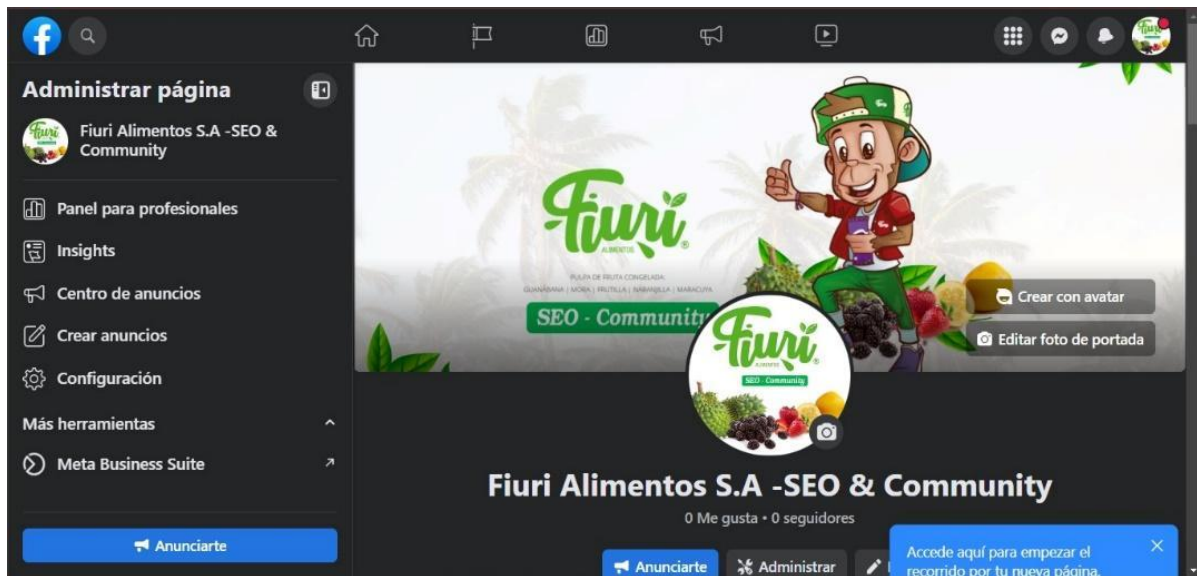 Administrar página
Fiuri Alimentos S.A -SEO &
Community
Panel para profesionales
Insights
Centro de anuncios
Crear anuncios
Configuración
Más herramientas
Meta Business Suite
Anunciarte
Fiuri
ALIMENTOS
PULPA DE FRUTA CONGELADA:
GUANÁBANA | MORA | FRUTILLA | NARANJILLA | MARACUYA
SEO - Community
Crear con avatar
Editar foto de portada
Fiuri
ALIMENTOS
SEO - Community
Fiuri Alimentos S.A -SEO & Community
0 Me gusta • 0 seguidores
Anunciarte
Administrar
Accede aquí para empezar el
recorrido por tu nueva página.